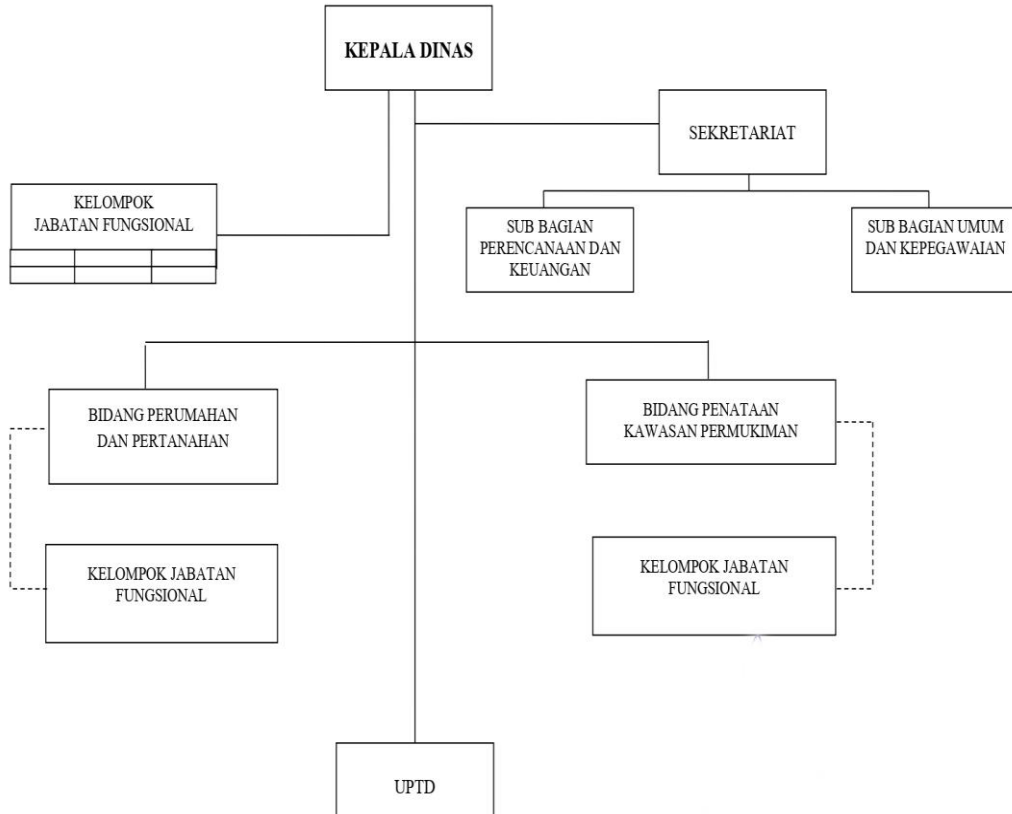 KEPALA DINAS
SEKRETARIAT
KELOMPOK
JABATAN FUNGSIONAL
SUB BAGIAN
PERENCANAAN DAN
KEUANGAN
SUB BAGIAN UMUM
DAN KEPEGAWAIAN
BIDANG PERUMAHAN
DAN PERTANAHAN
BIDANG PENATAAN
KAWASAN PERMUKIMAN
KELOMPOK JABATAN
FUNGSIONAL
KELOMPOK JABATAN
FUNGSIONAL
UPTD